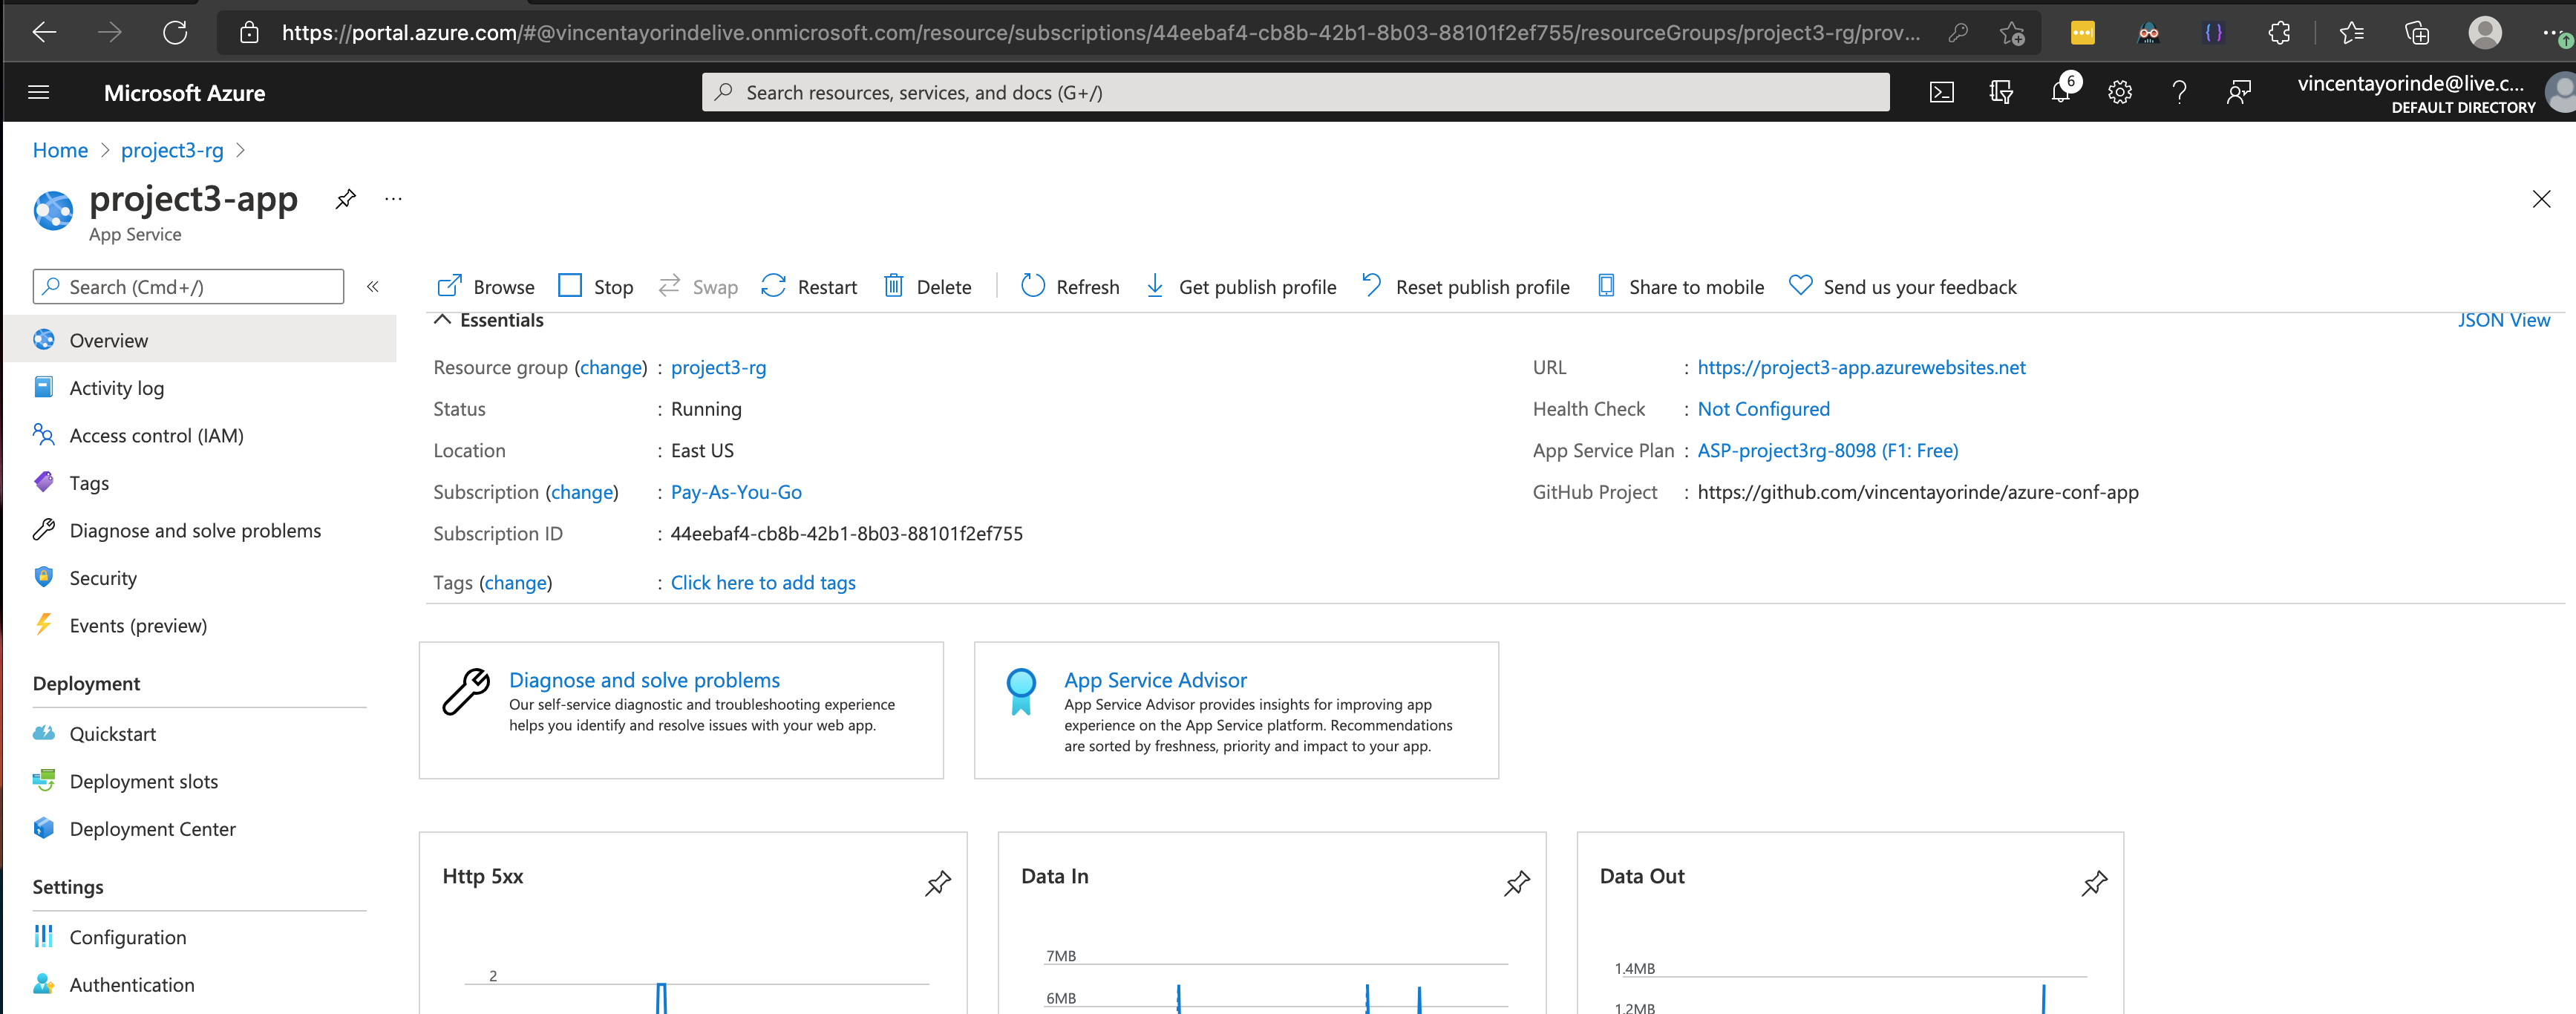 https://portal.azure.com/#@vincentayorindelive.onmicrosoft.com/resource/subscriptions/44eebaf4-cb8b-42b1-8b03-88101f2ef755/resourceGroups/project3-rg/prov...
Microsoft Azure
Search resources, services, and docs (G+/)
6
vincentayorinde@live.c...
DEFAULT DIRECTORY
Home > project3-rg >
project3-app
App Service
Search (Cmd+/)
Browse Stop Swap Restart Delete Refresh Get publish profile Reset publish profile Share to mobile Send us your feedback
Overview
Activity log
Access control (IAM)
Tags
Diagnose and solve problems
Security
Events (preview)
Deployment
Quickstart
Deployment slots
Deployment Center
Settings
Configuration
Authentication
Essentials
JSON View
Resource group (change) : project3-rg
Status : Running
Location : East US
Subscription (change) : Pay-As-You-Go
Subscription ID : 44eebaf4-cb8b-42b1-8b03-88101f2ef755
Tags (change) : Click here to add tags
URL : https://project3-app.azurewebsites.net
Health Check : Not Configured
App Service Plan : ASP-project3rg-8098 (F1: Free)
GitHub Project : https://github.com/vincentayorinde/azure-conf-app
Diagnose and solve problems
Our self-service diagnostic and troubleshooting experience
helps you identify and resolve issues with your web app.
App Service Advisor
App Service Advisor provides insights for improving app
experience on the App Service platform. Recommendations
are sorted by freshness, priority and impact to your app.
Http 5xx
2
Data In
7MB
6MB
Data Out
1.4MB
1.2MB